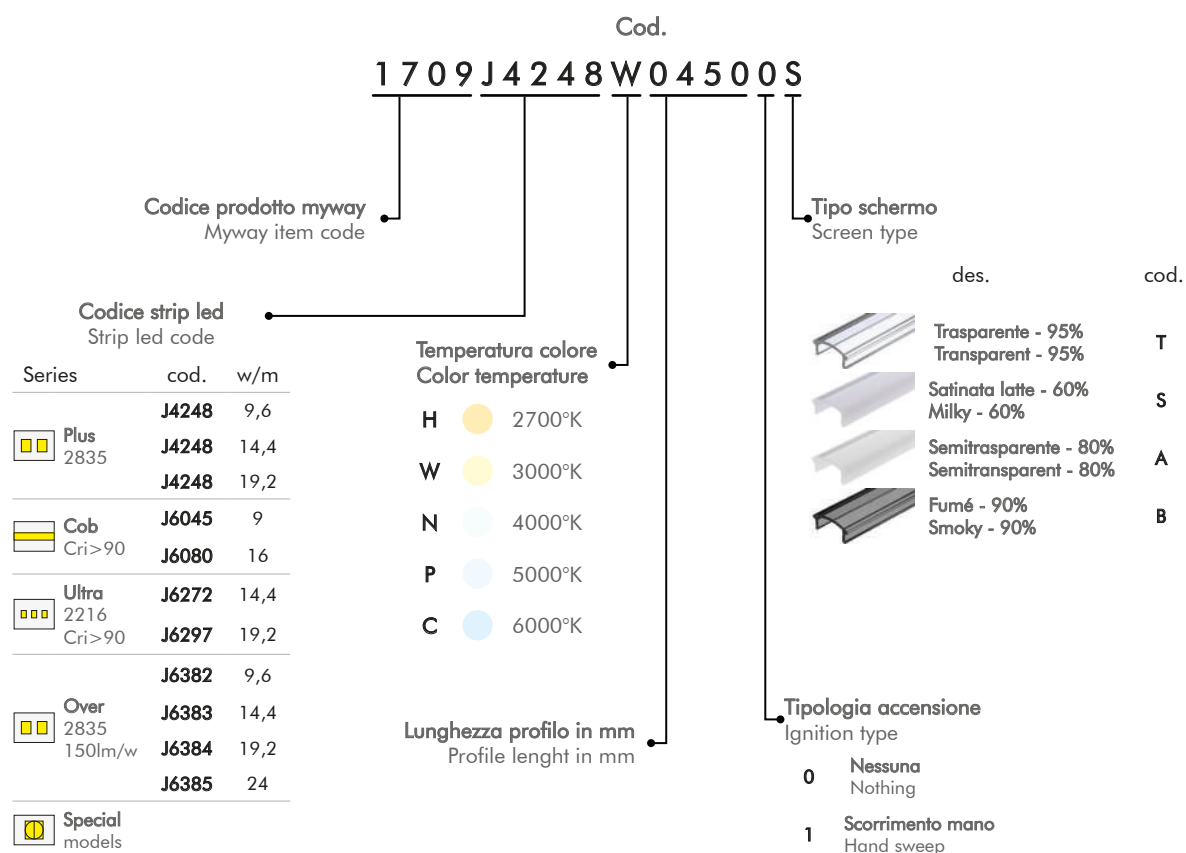 Cod.
1709J4248W04500S
Codice prodotto myway
Myway item code
Tipo schermo
Screen type
des. cod.
Trasparente - 95%
Transparent - 95%
T
Satinata latte - 60%
Milky - 60%
S
Semitrasparente - 80%
Semitransparent - 80%
A
Fumé - 90%
Smoky - 90%
B
Codice strip led
Strip led code
Series cod. w/m
Plus
2835
J4248 9,6
J4248 14,4
J4248 19,2
Cob
Cri>90
J6045 9
J6080 16
Ultra
2216
Cri>90
J6272 14,4
J6297 19,2
Over
2835
150lm/w
J6382 9,6
J6383 14,4
J6384 19,2
J6385 24
Special
models
Temperatura colore
Color temperature
H 2700°K
W 3000°K
N 4000°K
P 5000°K
C 6000°K
Lunghezza profilo in mm
Profile lenght in mm
Tipologia accensione
Ignition type
0 Nessuna
Nothing
1 Scorrimento mano
Hand sweep